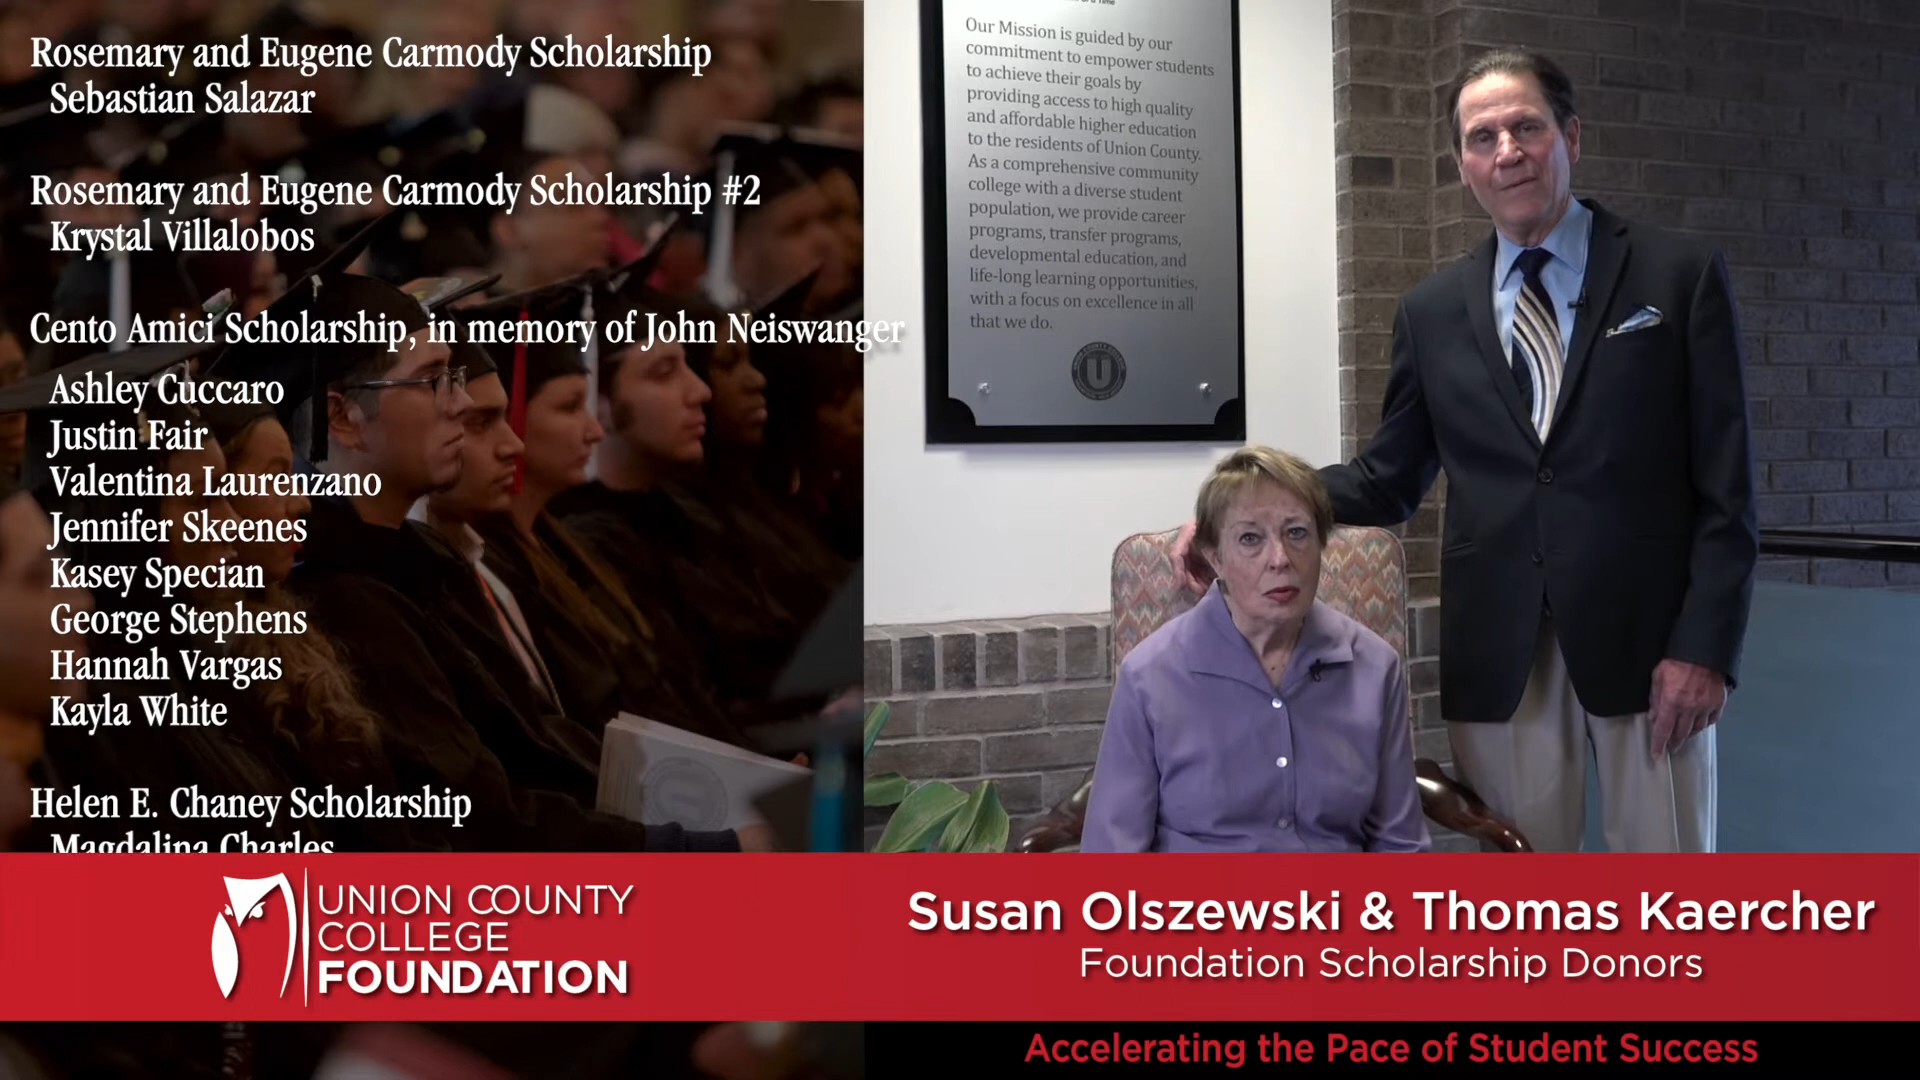 Rosemary and Eugene Carmody Scholarship
Sebastian Salazar
Rosemary and Eugene Carmody Scholarship #2
Krystal Villalobos
Cento Amici Scholarship, in memory of John Neiswanger
Ashley Cuccaro
Justin Fair
Valentina Laurenzano
Jennifer Skeenes
Kasey Specian
George Stephens
Hannah Vargas
Kayla White
Helen E. Chaney Scholarship
Magdalina Charles
Our Mission is guided by our
commitment to empower students
to achieve their goals by
providing access to high quality
and affordable higher education
to the residents of Union County.
As a comprehensive community
college with a diverse student
population, we provide career
programs, transfer programs,
developmental education, and
life-long learning opportunities,
with a focus on excellence in all
that we do.
U
UNION COUNTY
COLLEGE
FOUNDATION
Susan Olszewski & Thomas Kaercher
Foundation Scholarship Donors
Accelerating the Pace of Student Success